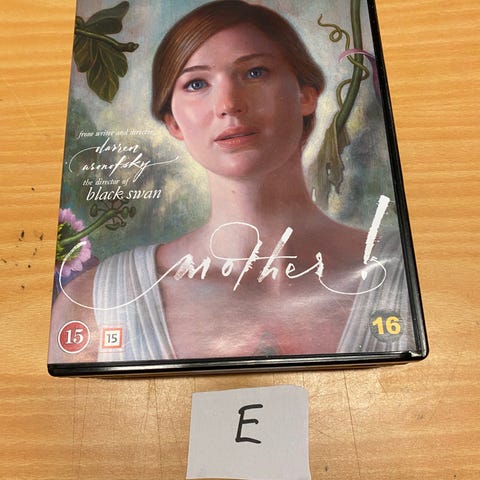 from writer and director
darren
aronofsky
the director of
black swan
mother!
15
15
16
E